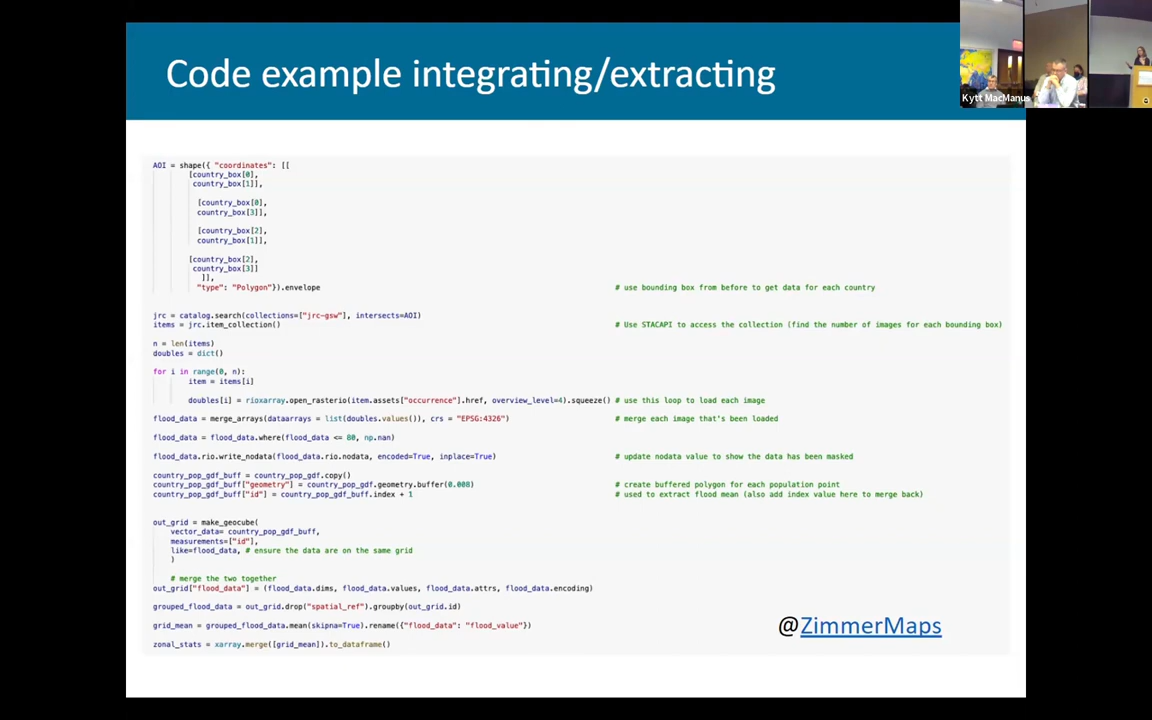 Code example integrating/extracting
Kytt MacManus
AOI = shape({ "coordinates": [[
[country_box[0],
country_box[1]],
[country_box[0],
country_box[3]],
[country_box[2],
country_box[1]],
[country_box[2],
country_box[3]]
]],
"type": "Polygon"}).envelope # use bounding box from before to get data for each country
jrc = catalog.search(collections=["jrc-gsw"], intersects=AOI)
items = jrc.item_collection() # Use STACAPI to access the collection (find the number of images for each bounding box)
n = len(items)
doubles = dict()
for i in range(0, n):
item = items[i]
doubles[i] = rioxarray.open_rasterio(item.assets["occurrence"].href, overview_level=4).squeeze() # use this loop to load each image
flood_data = merge_arrays(dataarrays = list(doubles.values()), crs = "EPSG:4326") # merge each image that's been loaded
flood_data = flood_data.where(flood_data <= 80, np.nan)
flood_data.rio.write_nodata(flood_data.rio.nodata, encoded=True, inplace=True) # update nodata value to show the data has been masked
country_pop_gdf_buff = country_pop_gdf.copy()
country_pop_gdf_buff["geometry"] = country_pop_gdf.geometry.buffer(0.008) # create buffered polygon for each population point
country_pop_gdf_buff["id"] = country_pop_gdf_buff.index + 1 # used to extract flood mean (also add index value here to merge back)
out_grid = make_geocube(
vector_data= country_pop_gdf_buff,
measurements=["id"],
like=flood_data, # ensure the data are on the same grid
)
# merge the two together
out_grid["flood_data"] = (flood_data.dims, flood_data.values, flood_data.attrs, flood_data.encoding)
grouped_flood_data = out_grid.drop("spatial_ref").groupby(out_grid.id)
grid_mean = grouped_flood_data.mean(skipna=True).rename({"flood_data": "flood_value"})
zonal_stats = xarray.merge([grid_mean]).to_dataframe()
@ZimmerMaps